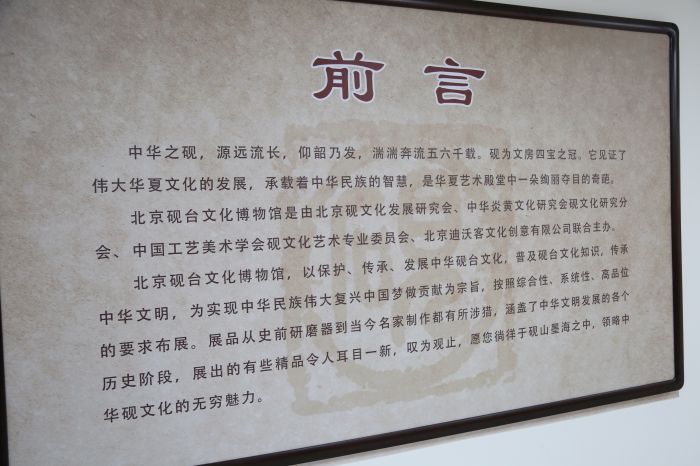 前言
中华之砚，源远流长，仰韶乃发，湍湍奔流五六千载。砚为文房四宝之冠。它见证了
伟大华夏文化的发展，承载着中华民族的智慧，是华夏艺术殿堂中一朵绚丽夺目的奇葩。
北京砚台文化博物馆是由北京砚文化发展研究会、中华炎黄文化研究会砚文化研究分
会、中国工艺美术学会砚文化艺术专业委员会、北京迪沃客文化创意有限公司联合主办。
北京砚台文化博物馆，以保护、传承、发展中华砚台文化，普及砚台文化知识，传承
中华文明，为实现中华民族伟大复兴中国梦做贡献为宗旨，按照综合性、系统性、高品位
的要求布展。展品从史前研磨器到当今名家制作都有所涉猎，涵盖了中华文明发展的各个
历史阶段，展出的有些精品令人耳目一新，叹为观止，愿您徜徉于砚山墨海之中，领略中
华砚文化的无穷魅力。